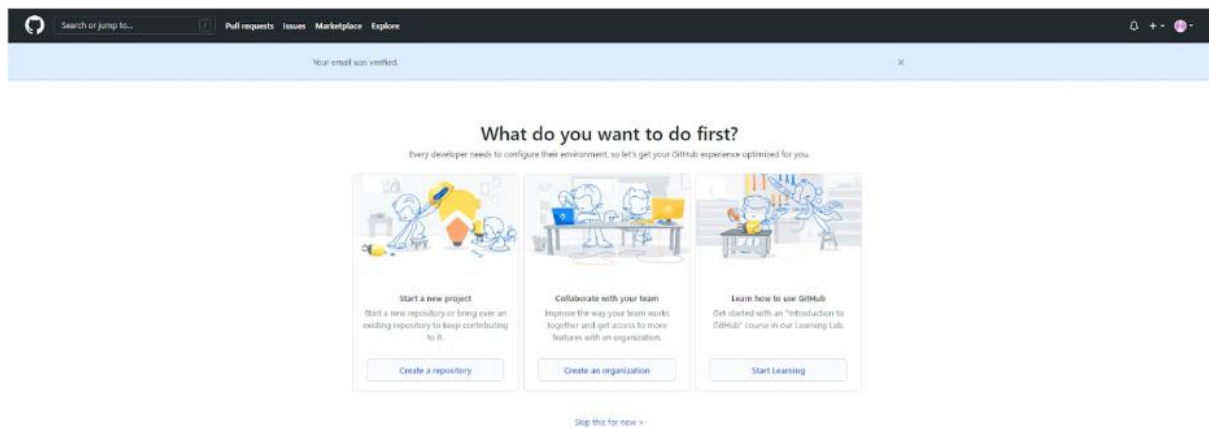 Search or jump to...
/
Pull requests Issues Marketplace Explore
Your email was verified.
What do you want to do first?
Every developer needs to configure their environment, so let's get your GitHub experience optimized for you.
Start a new project
Start a new repository or bring over an
existing repository to keep contributing
to it.
Create a repository
Collaborate with your team
Improve the way your team works
together and get access to more
features with an organization.
Create an organization
Learn how to use GitHub
Get started with an "Introduction to
GitHub" course in our Learning Lab.
Start Learning
Skip this for now >